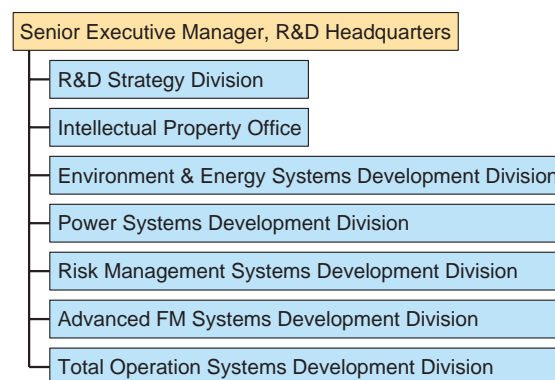 Senior Executive Manager, R&D Headquarters
R&D Strategy Division
Intellectual Property Office
Environment & Energy Systems Development Division
Power Systems Development Division
Risk Management Systems Development Division
Advanced FM Systems Development Division
Total Operation Systems Development Division